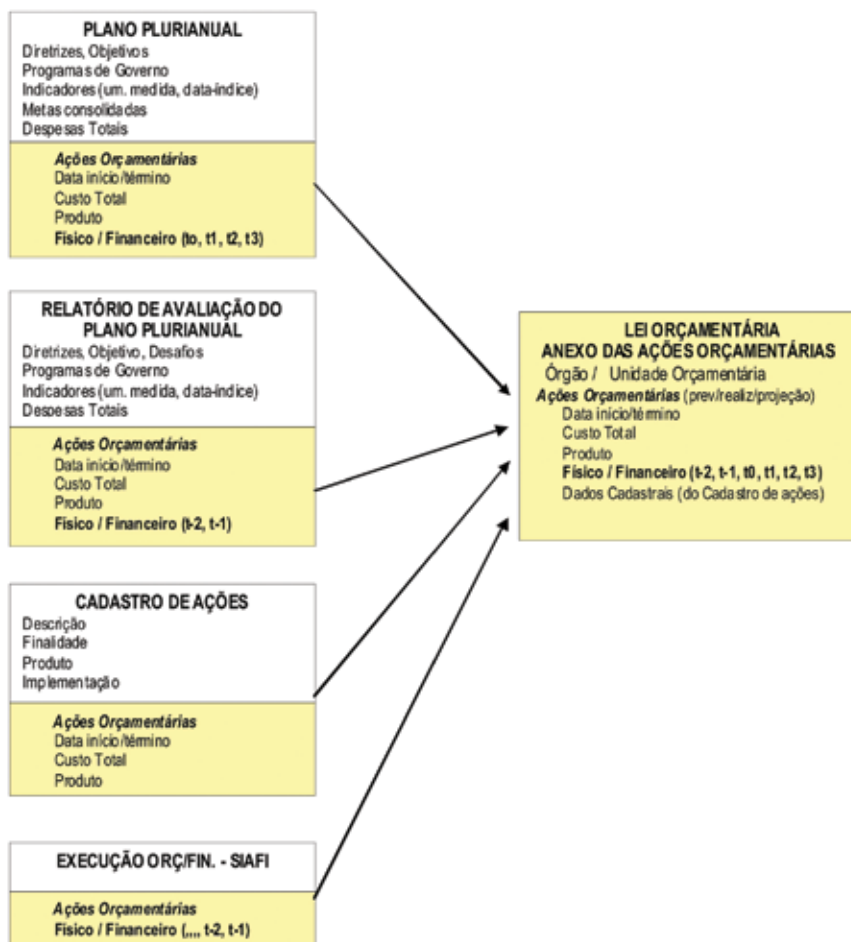 PLANO PLURIANUAL
Diretrizes, Objetivos
Programas de Governo
Indicadores (um. medida, data-índice)
Metas consolidadas
Despesas Totais
Ações Orçamentárias
Data início/término
Custo Total
Produto
Físico / Financeiro (to, t1, t2, t3)
RELATÓRIO DE AVALIAÇÃO DO
PLANO PLURIANUAL
Diretrizes, Objetivo, Desafios
Programas de Governo
Indicadores (um. medida, data-índice)
Despesas Totais
Ações Orçamentárias
Data início/término
Custo Total
Produto
Físico / Financeiro (t-2, t-1)
CADASTRO DE AÇÕES
Descrição
Finalidade
Produto
Implementação
Ações Orçamentárias
Data início/término
Custo Total
Produto
EXECUÇÃO ORÇ/FIN. - SIAFI
Ações Orçamentárias
Físico / Financeiro (,... t-2, t-1)
LEI ORÇAMENTÁRIA
ANEXO DAS AÇÕES ORÇAMENTÁRIAS
Órgão / Unidade Orçamentária
Ações Orçamentárias (prev/realiz/projeção)
Data início/término
Custo Total
Produto
Físico / Financeiro (t-2, t-1, t0, t1, t2, t3)
Dados Cadastrais (do Cadastro de ações)